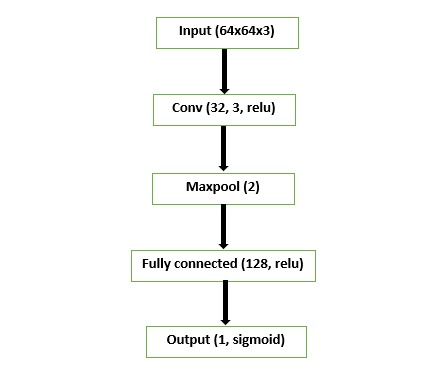 Input (64x64x3)
Conv (32, 3, relu)
Maxpool (2)
Fully connected (128, relu)
Output (1, sigmoid)